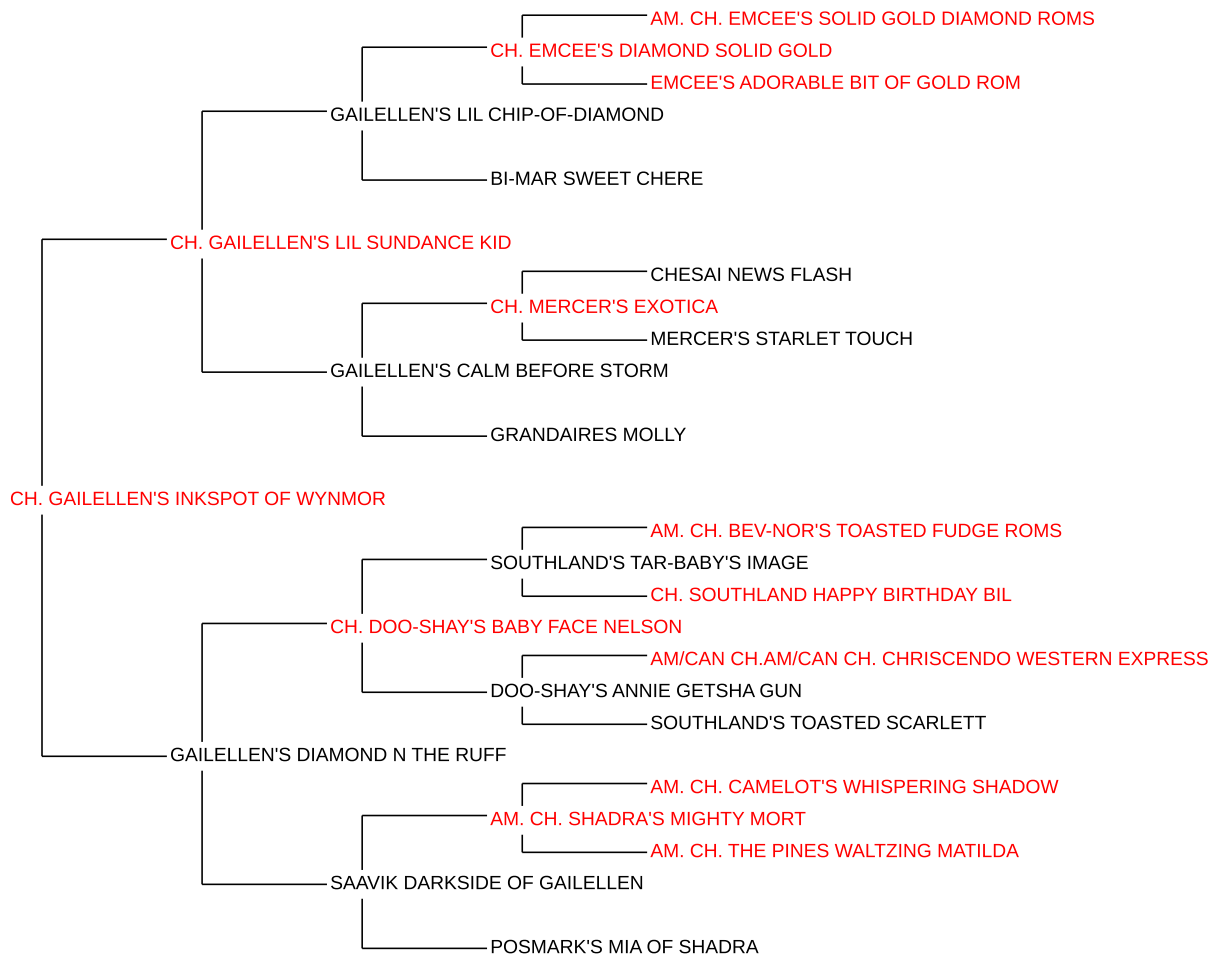 AM. CH. EMCEE'S SOLID GOLD DIAMOND ROMS
CH. EMCEE'S DIAMOND SOLID GOLD
EMCEE'S ADORABLE BIT OF GOLD ROM
GAILELLEN'S LIL CHIP-OF-DIAMOND
BI-MAR SWEET CHERE
CH. GAILELLEN'S LIL SUNDANCE KID
CHESAI NEWS FLASH
CH. MERCER'S EXOTICA
MERCER'S STARLET TOUCH
GAILELLEN'S CALM BEFORE STORM
GRANDAIRES MOLLY
CH. GAILELLEN'S INKSPOT OF WYNMOR
AM. CH. BEV-NOR'S TOASTED FUDGE ROMS
SOUTHLAND'S TAR-BABY'S IMAGE
CH. SOUTHLAND HAPPY BIRTHDAY BIL
CH. DOO-SHAY'S BABY FACE NELSON
AM/CAN CH.AM/CAN CH. CHRISCENDO WESTERN EXPRESS
DOO-SHAY'S ANNIE GETSHA GUN
SOUTHLAND'S TOASTED SCARLETT
GAILELLEN'S DIAMOND N THE RUFF
AM. CH. CAMELOT'S WHISPERING SHADOW
AM. CH. SHADRA'S MIGHTY MORT
AM. CH. THE PINES WALTZING MATILDA
SAAVIK DARKSIDE OF GAILELLEN
POSMARK'S MIA OF SHADRA